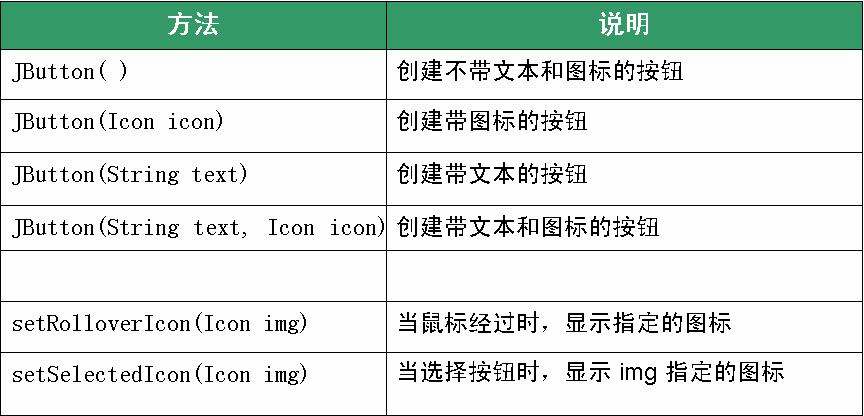 方法 说明
JButton( ) 创建不带文本和图标的按钮
JButton(Icon icon) 创建带图标的按钮
JButton(String text) 创建带文本的按钮
JButton(String text, Icon icon) 创建带文本和图标的按钮
setRolloverIcon(Icon img) 当鼠标经过时，显示指定的图标
setSelectedIcon(Icon img) 当选择按钮时，显示 img 指定的图标